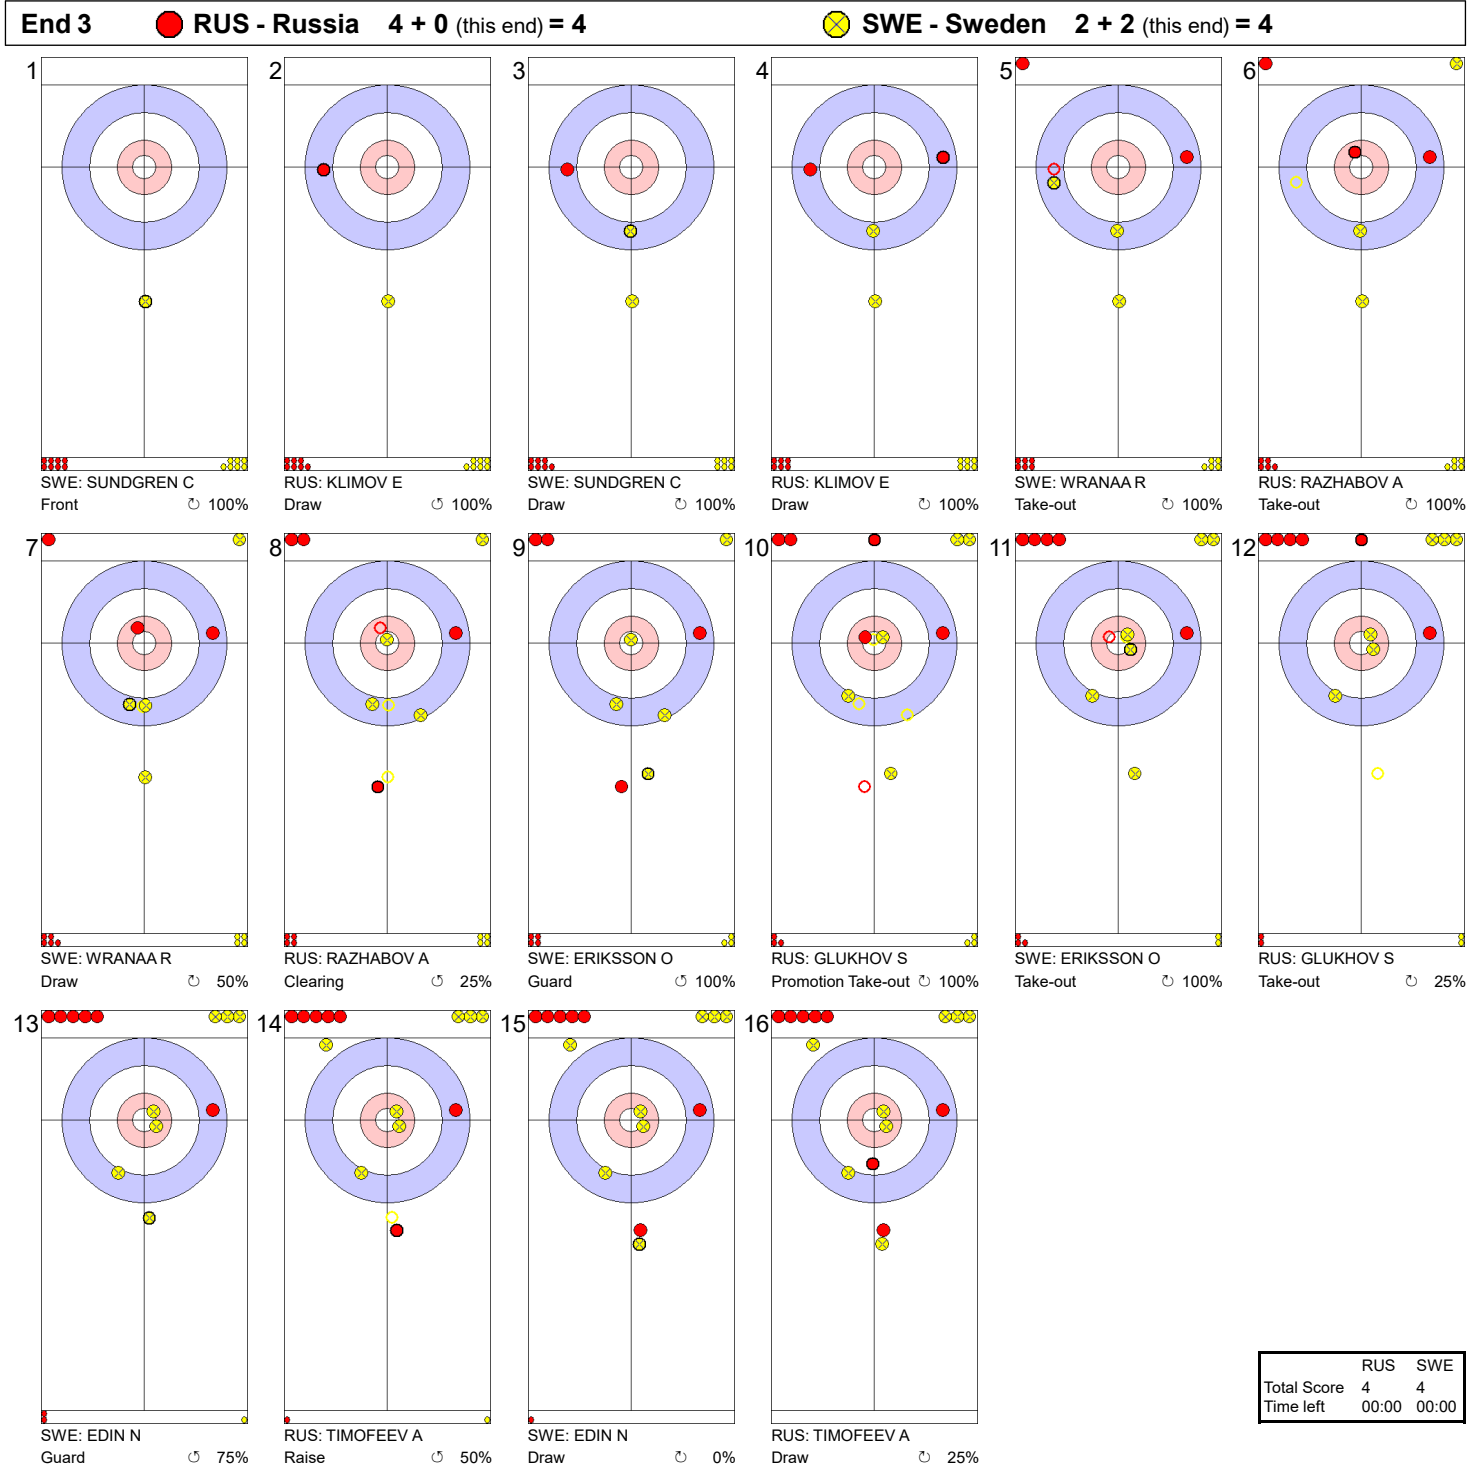 End 3 RUS - Russia 4 + 0 (this end) = 4 SWE - Sweden 2 + 2 (this end) = 4
1 2 3 4 5 6
SWE: SUNDGREN C RUS: KLIMOV E SWE: SUNDGREN C RUS: KLIMOV E SWE: WRANAA R RUS: RAZHABOV A
Front ↻ 100% Draw ↻ 100% Draw ↻ 100% Draw ↻ 100% Take-out ↻ 100% Take-out ↻ 100%
7 8 9 10 11 12
SWE: WRANAA R RUS: RAZHABOV A SWE: ERIKSSON O RUS: GLUKHOV S SWE: ERIKSSON O RUS: GLUKHOV S
Draw ↻ 50% Clearing ↺ 25% Guard ↺ 100% Promotion Take-out ↻ 100% Take-out ↻ 100% Take-out ↻ 25%
13 14 15 16
SWE: EDIN N RUS: TIMOFEEV A SWE: EDIN N RUS: TIMOFEEV A
Guard ↺ 75% Raise ↺ 50% Draw ↻ 0% Draw ↻ 25%
RUS SWE
Total Score 4 4
Time left 00:00 00:00